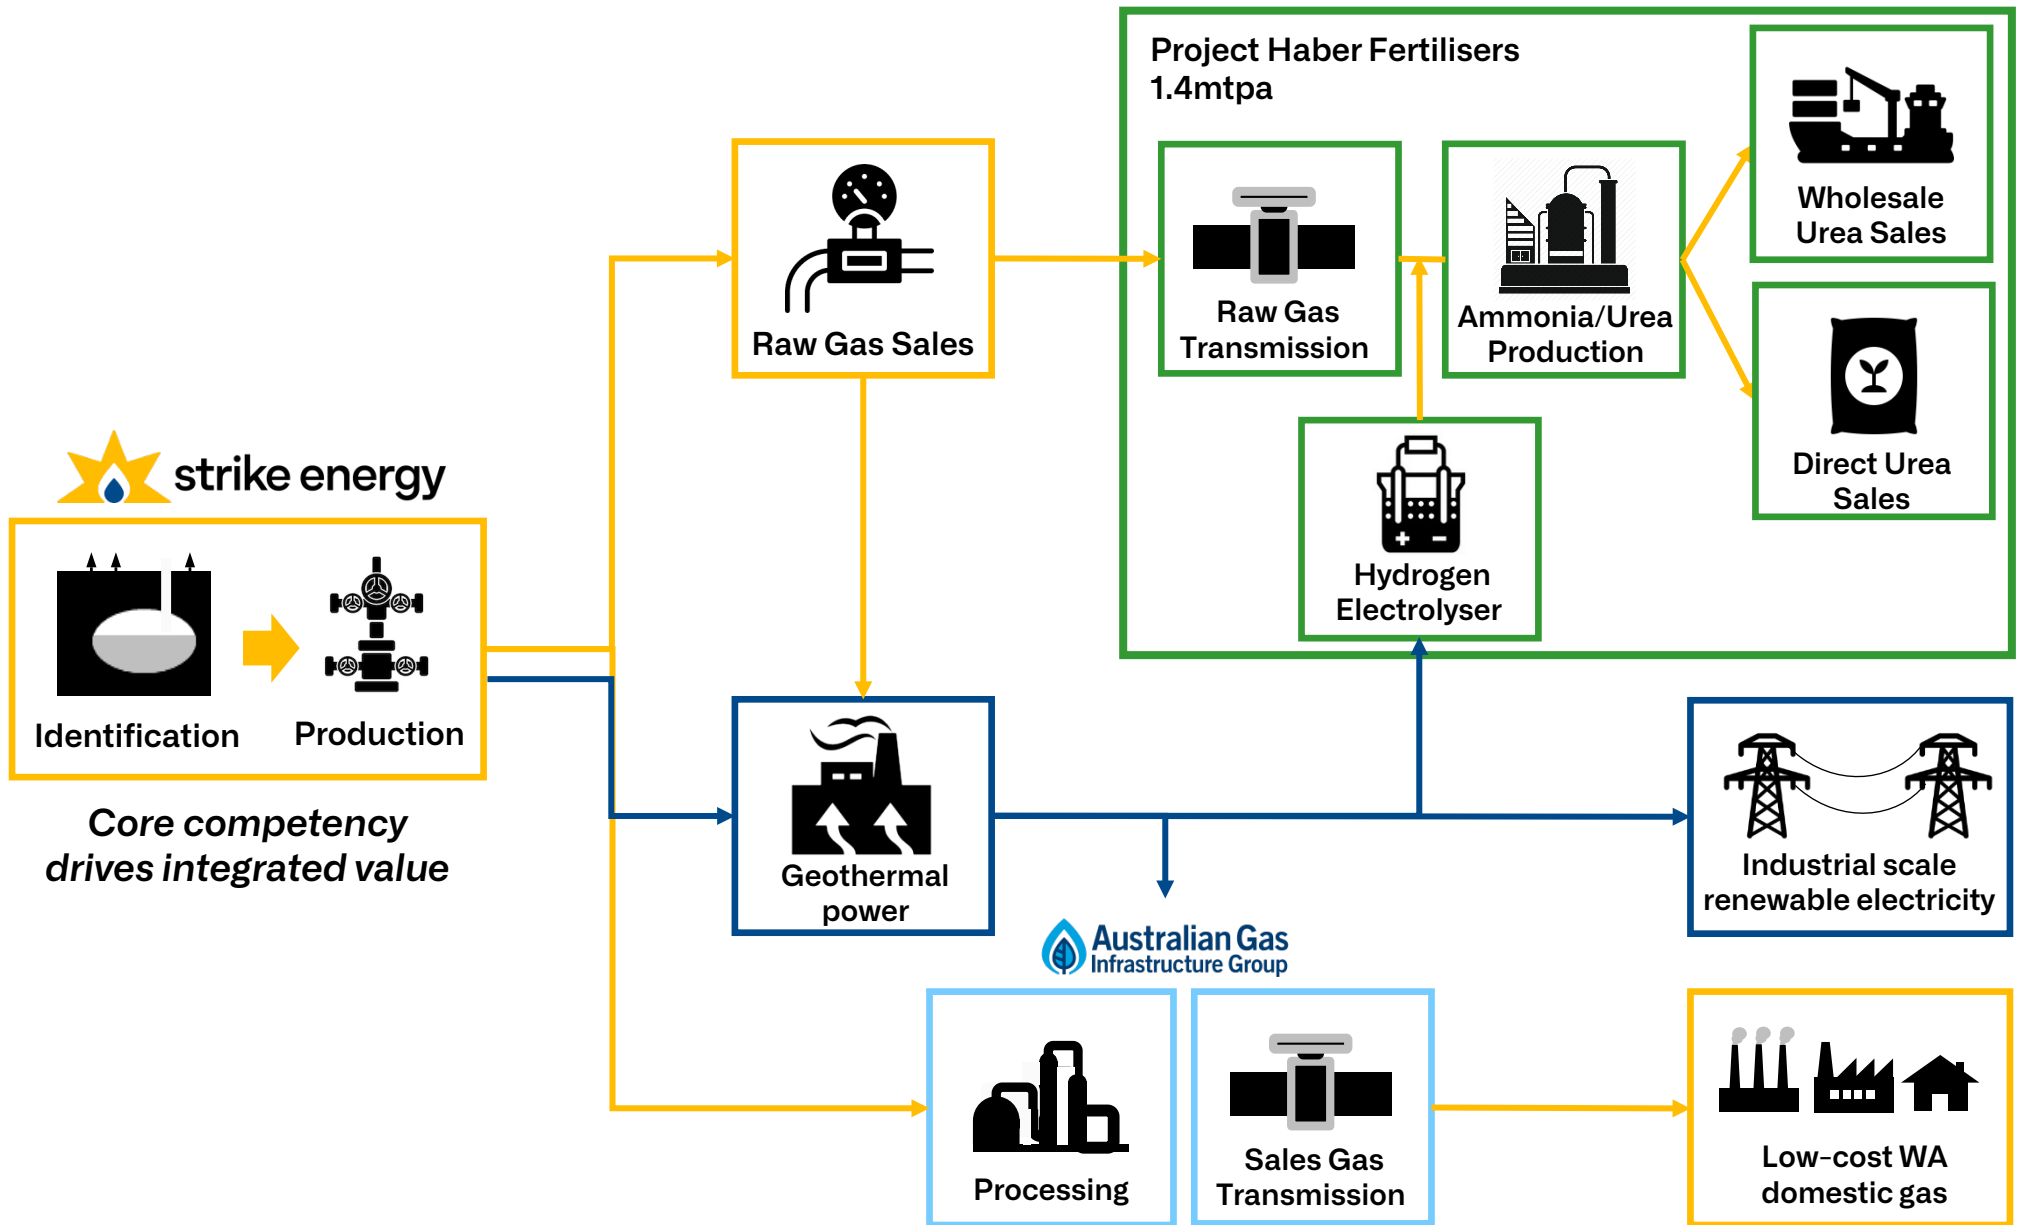 Project Haber Fertilisers
1.4mtpa
Raw Gas Sales
Raw Gas
Transmission
Ammonia/Urea
Production
Wholesale
Urea Sales
Direct Urea
Sales
Hydrogen
Electrolyser
strike energy
Identification
Production
Core competency
drives integrated value
Geothermal
power
Industrial scale
renewable electricity
Australian Gas
Infrastructure Group
Processing
Sales Gas
Transmission
Low-cost WA
domestic gas